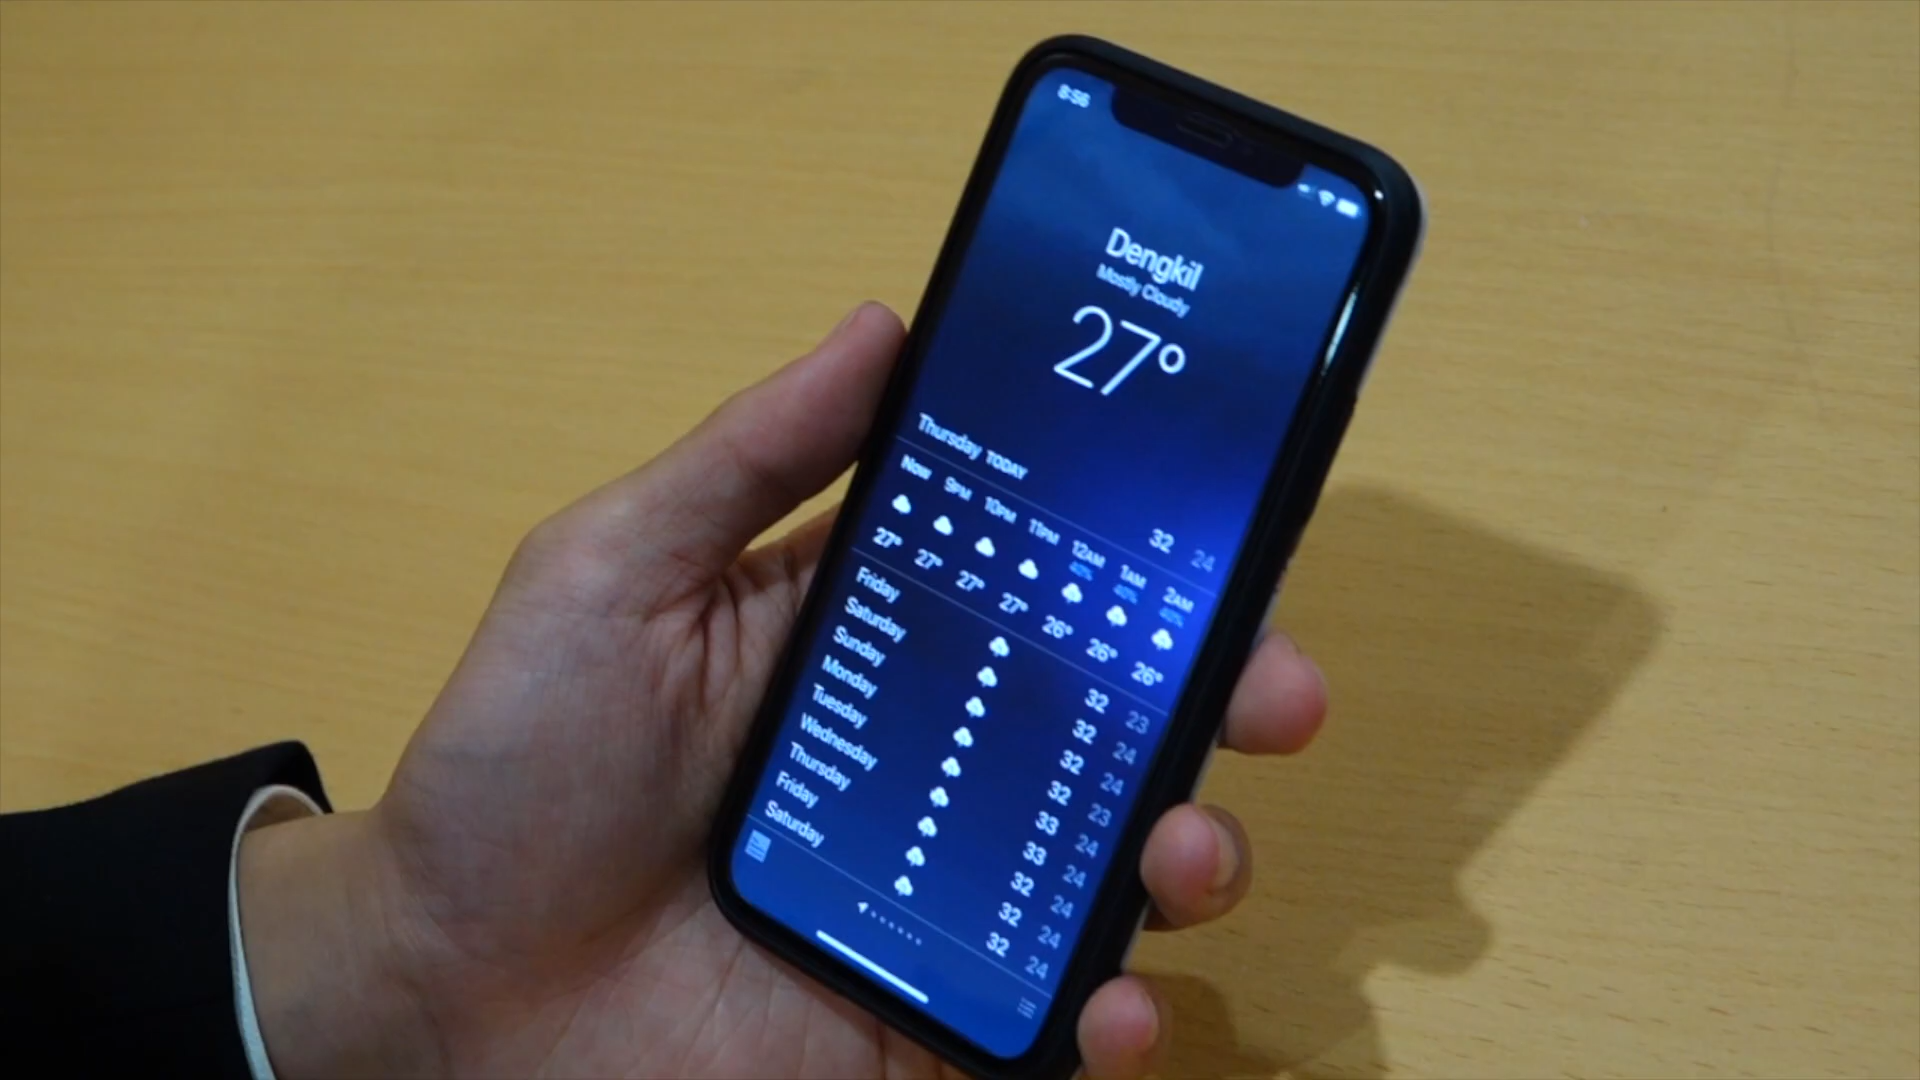 8:56
Dengkil
Mostly Cloudy
27°
Thursday TODAY 32 24
Now 9PM 10PM 11PM 12AM 1AM 2AM
40% 40% 40%
27° 27° 27° 27° 26° 26° 26°
Friday 32 23
Saturday 32 24
Sunday 32 24
Monday 32 23
Tuesday 33 24
Wednesday 33 24
Thursday 32 24
Friday 32 24
Saturday 32 24